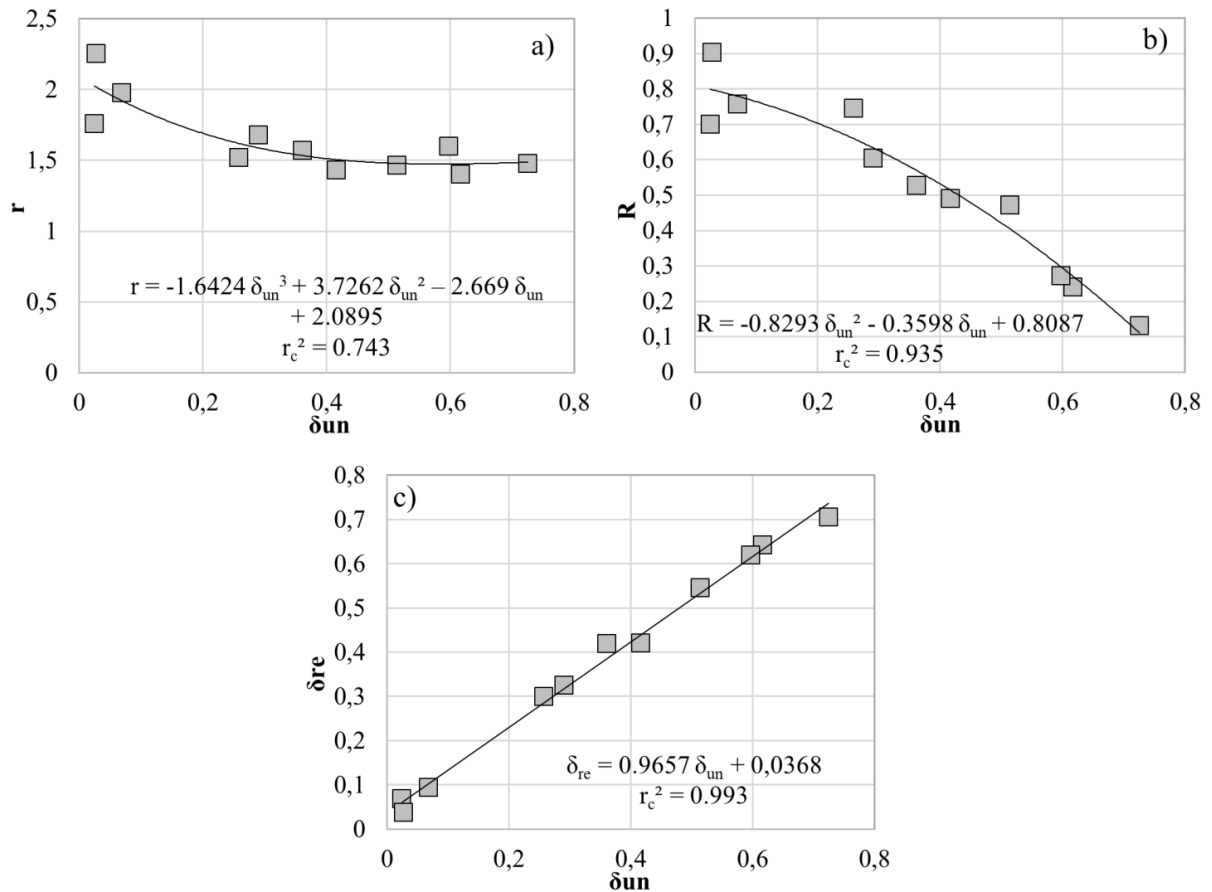 a)
2,5
2
1,5
1
0,5
0
r
0
0,2
0,4
0,6
0,8
δun
r = -1.6424 δun³ + 3.7262 δun² – 2.669 δun
+ 2.0895
rc² = 0.743
b)
1
0,9
0,8
0,7
0,6
0,5
0,4
0,3
0,2
0,1
0
R
0
0,2
0,4
0,6
0,8
δun
R = -0.8293 δun² - 0.3598 δun + 0.8087
rc² = 0.935
c)
0,8
0,7
0,6
0,5
0,4
0,3
0,2
0,1
0
δre
0
0,2
0,4
0,6
0,8
δun
δre = 0.9657 δun + 0,0368
rc² = 0.993